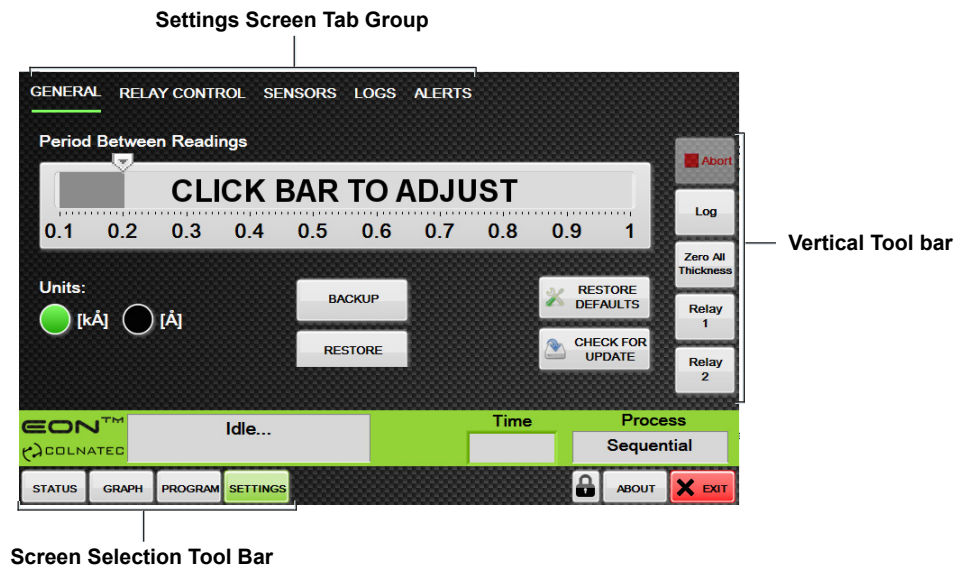 Settings Screen Tab Group
GENERAL RELAY CONTROL SENSORS LOGS ALERTS
Period Between Readings
CLICK BAR TO ADJUST
0.1 0.2 0.3 0.4 0.5 0.6 0.7 0.8 0.9 1
Abort
Log
Zero All
Thickness
Relay
1
Relay
2
Vertical Tool bar
Units:
[kÅ] [Å]
BACKUP
RESTORE
RESTORE
DEFAULTS
CHECK FOR
UPDATE
EON™
COLNATEC
Idle...
Time
Process
Sequential
STATUS GRAPH PROGRAM SETTINGS
ABOUT
X EXIT
Screen Selection Tool Bar